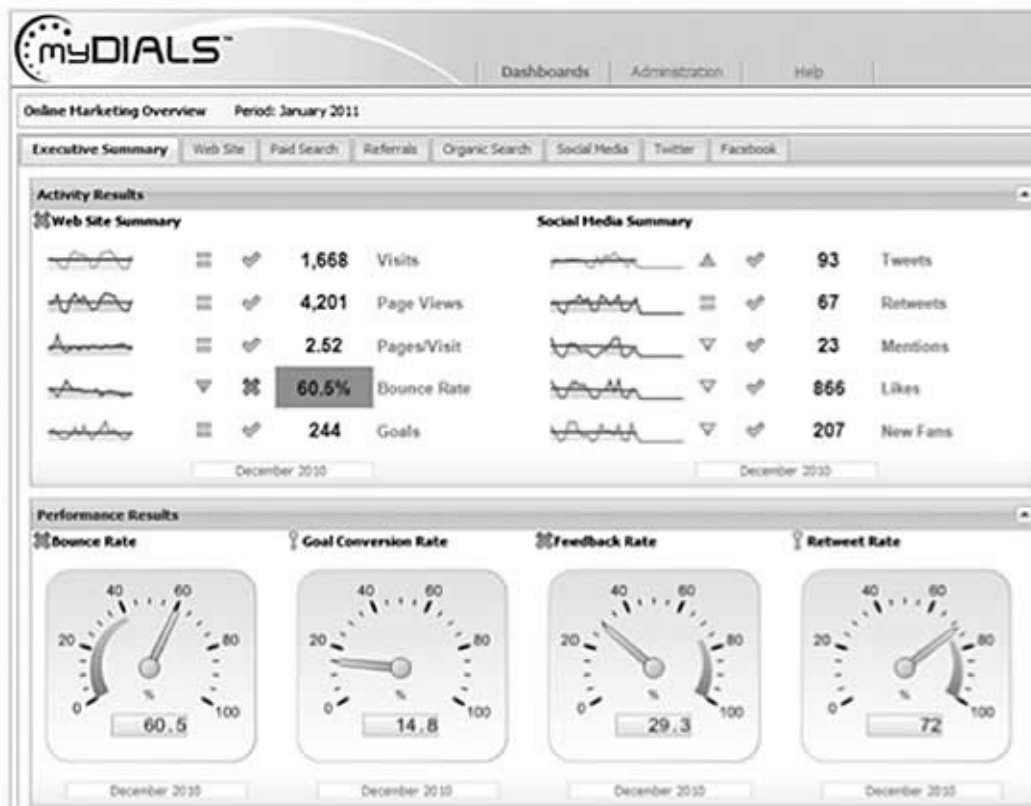 myDIALS™
Dashboards Administration Help
Online Marketing Overview Period: January 2011
Executive Summary Web Site Paid Search Referrals Organic Search Social Media Twitter Facebook
Activity Results
Web Site Summary
1,668 Visits
4,201 Page Views
2.52 Pages/Visit
60.5% Bounce Rate
244 Goals
December 2010
Social Media Summary
93 Tweets
67 Retweets
23 Mentions
866 Likes
207 New Fans
December 2010
Performance Results
Bounce Rate
0 20 40 60 80 100
%
60.5
December 2010
Goal Conversion Rate
0 20 40 60 80 100
%
14.8
December 2010
Feedback Rate
0 20 40 60 80 100
%
29.3
December 2010
Retweet Rate
0 20 40 60 80 100
%
72
December 2010